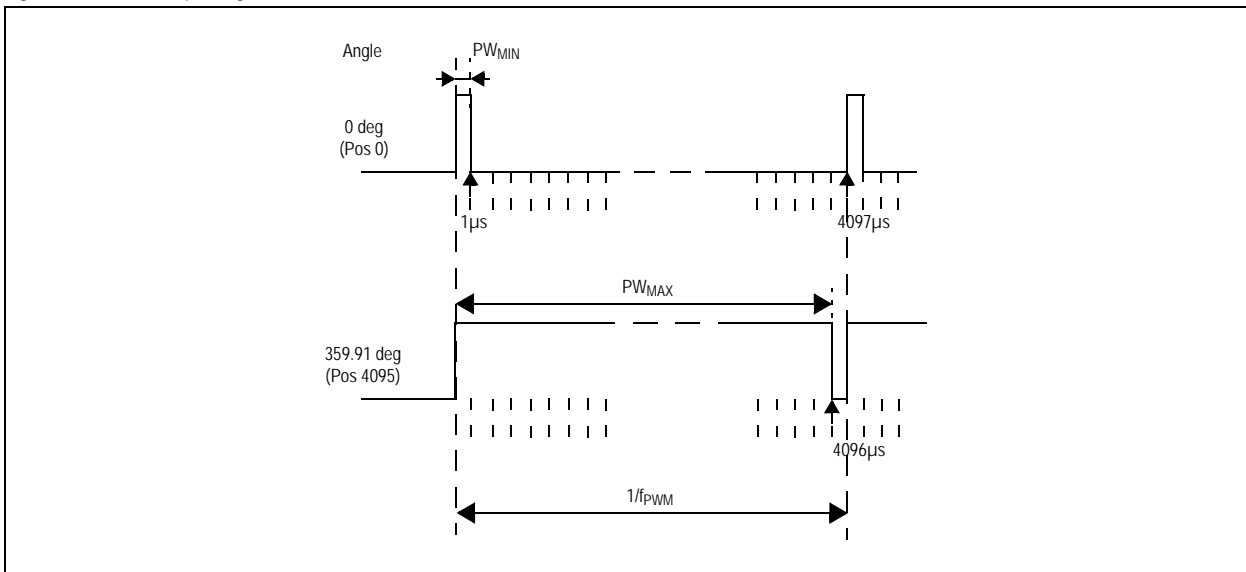 Angle
PWMIN
0 deg
(Pos 0)
1µs
4097µs
PWMAX
359.91 deg
(Pos 4095)
4096µs
1/fPWM